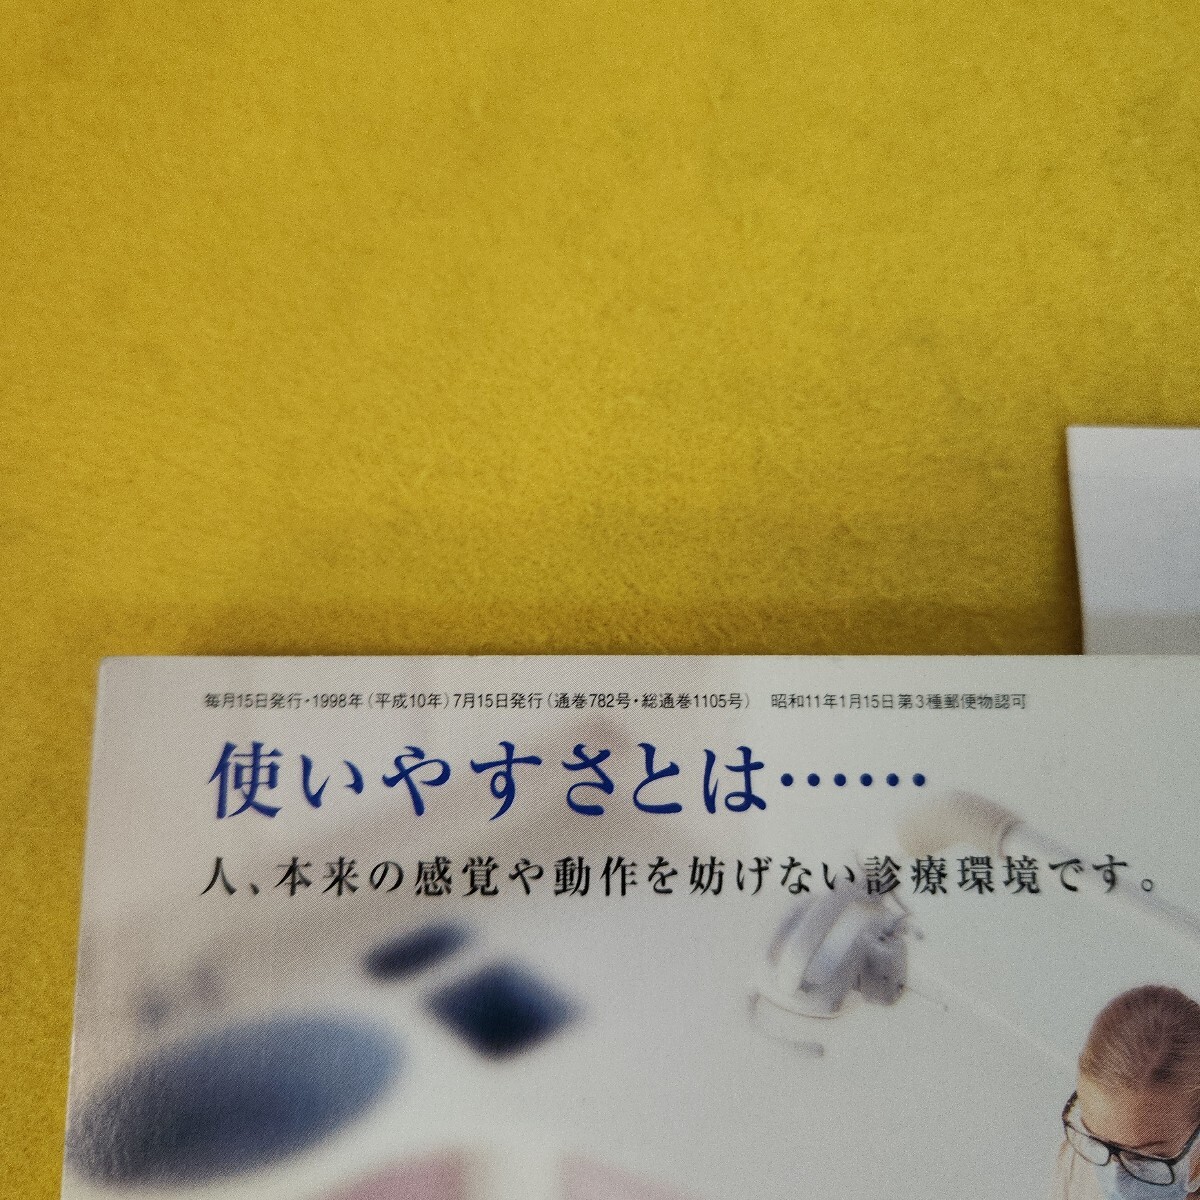 毎月15日発行・1998年(平成10年)7月15日発行(通巻782号・総通巻1105号)　昭和11年1月15日第3種郵便物認可
使いやすさとは……
人、本来の感覚や動作を妨げない診療環境です。